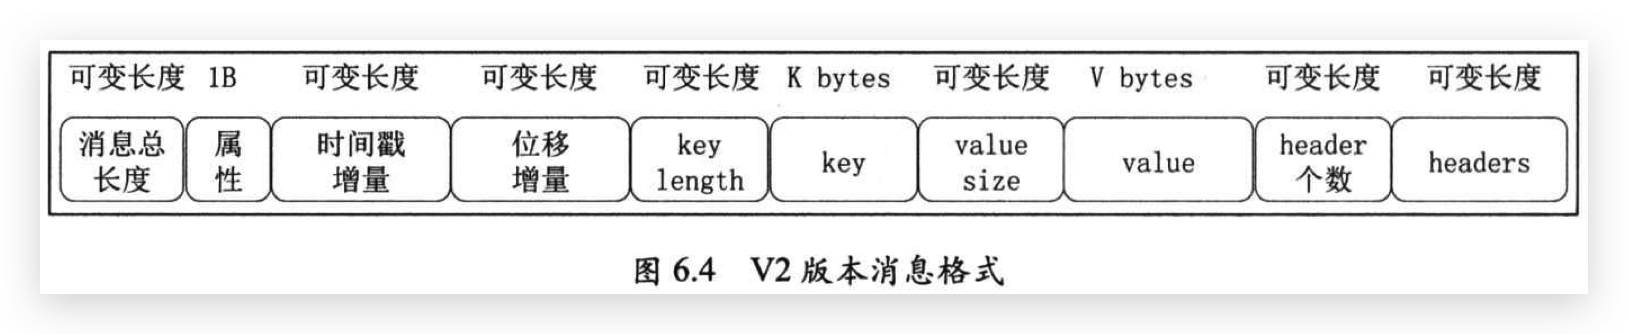 可变长度 1B 可变长度 可变长度 可变长度 K bytes 可变长度 V bytes 可变长度 可变长度
消息总长度 属性 时间戳增量 位移增量 key length key value size value header个数 headers
图 6.4 V2 版本消息格式